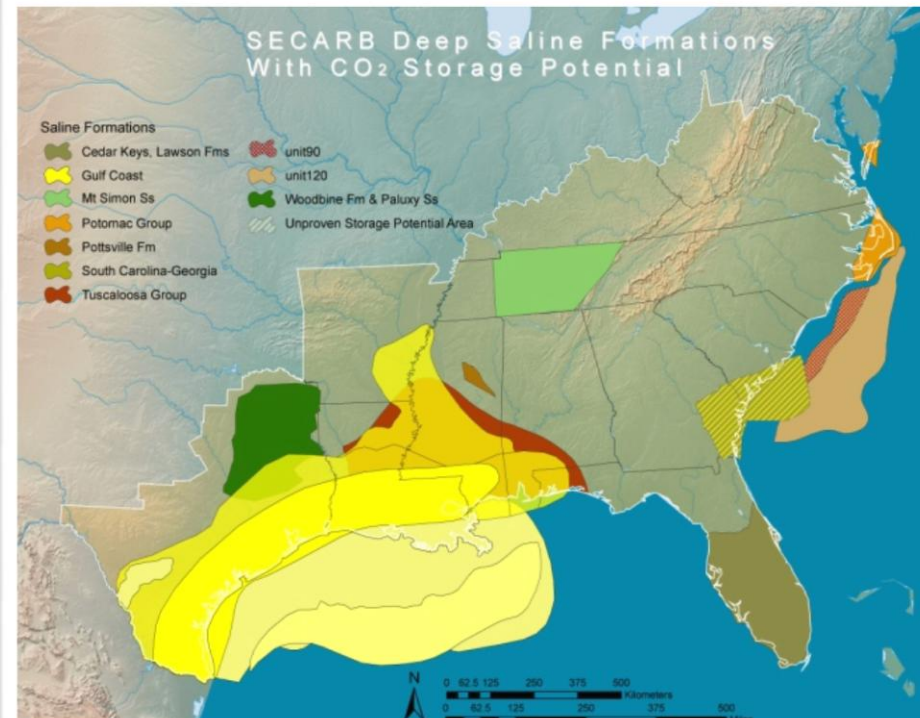 SECARB Deep Saline Formations
With CO₂ Storage Potential
Saline Formations
Cedar Keys, Lawson Fms
Gulf Coast
Mt Simon Ss
Potomac Group
Pottsville Fm
South Carolina-Georgia
Tuscaloosa Group
unit90
unit120
Woodbine Fm & Paluxy Ss
Unproven Storage Potential Area
N
0 62.5 125 250 375 500
Kilometers
0 62.5 125 250 375 500